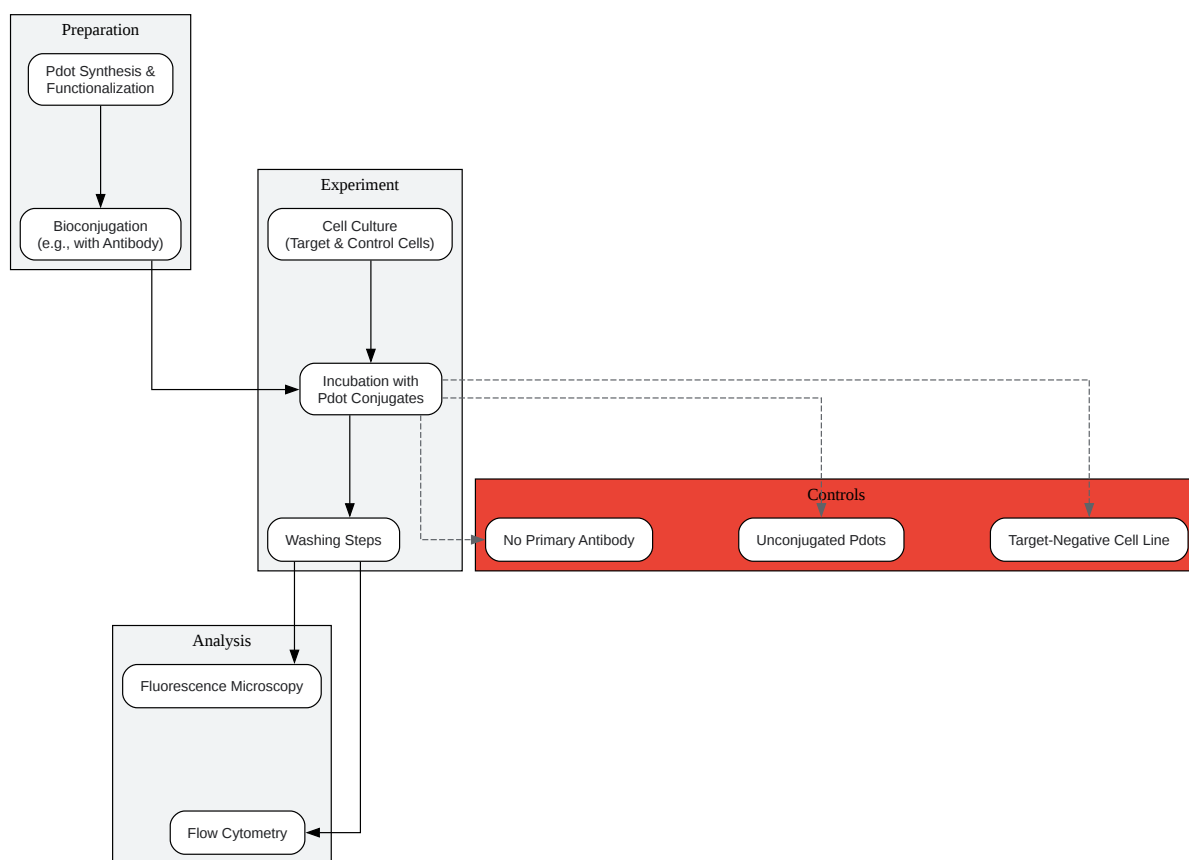 Preparation
Pdot Synthesis &
Functionalization
Bioconjugation
(e.g., with Antibody)
Experiment
Cell Culture
(Target & Control Cells)
Incubation with
Pdot Conjugates
Washing Steps
Controls
No Primary Antibody
Unconjugated Pdots
Target-Negative Cell Line
Analysis
Fluorescence Microscopy
Flow Cytometry